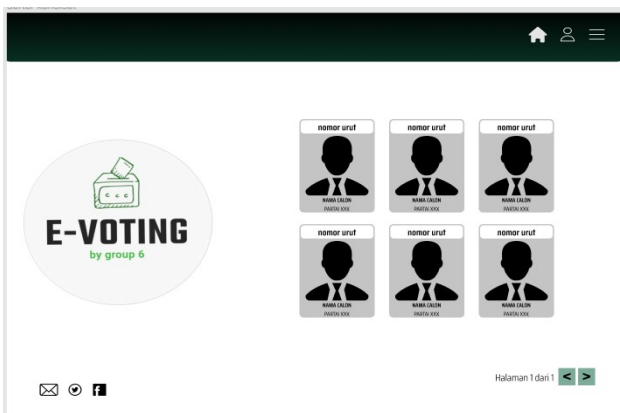 nomor urut
NAMA CALON
PARTAI XXX
nomor urut
NAMA CALON
PARTAI XXX
nomor urut
NAMA CALON
PARTAI XXX
E-VOTING
by group 6
nomor urut
NAMA CALON
PARTAI XXX
nomor urut
NAMA CALON
PARTAI XXX
nomor urut
NAMA CALON
PARTAI XXX
Halaman 1 dari 1 < >